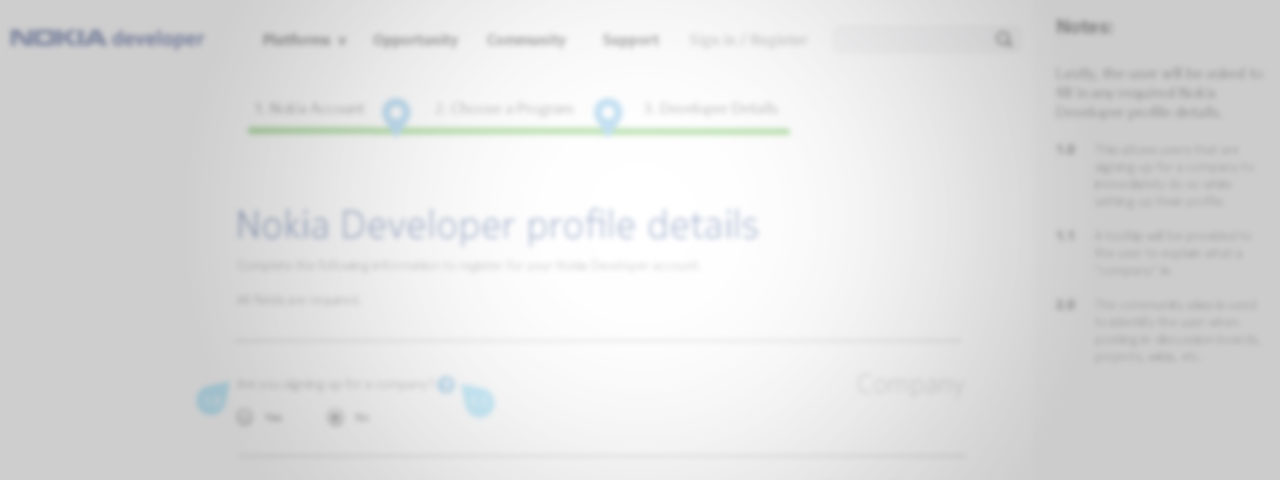 NOKIA developer
Platforms Opportunity Community Support Sign in / Register
1. Nokia Account 2. Choose a Program 3. Developer Details
Nokia Developer profile details
Complete the following information to register for your Nokia Developer account.
All fields are required.
Are you signing up for a company?
Yes No
Company
Notes:
Lastly, the user will be asked to
fill in any required Nokia
Developer profile details.
1.0 This allows users that are
signing up for a company to
immediately do so while
setting up their profile.
1.1 A tooltip will be provided to
the user to explain what a
"company" is.
2.0 The community alias is used
to identify the user when
posting in discussion boards,
projects, wikis, etc.